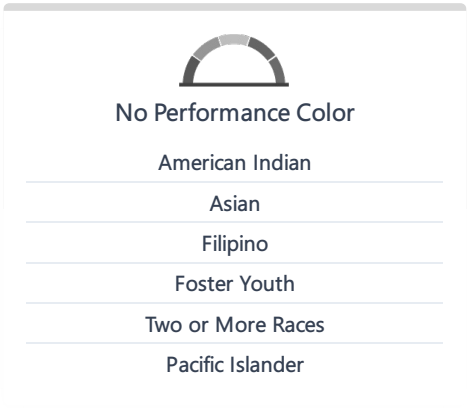 No Performance Color
American Indian
Asian
Filipino
Foster Youth
Two or More Races
Pacific Islander